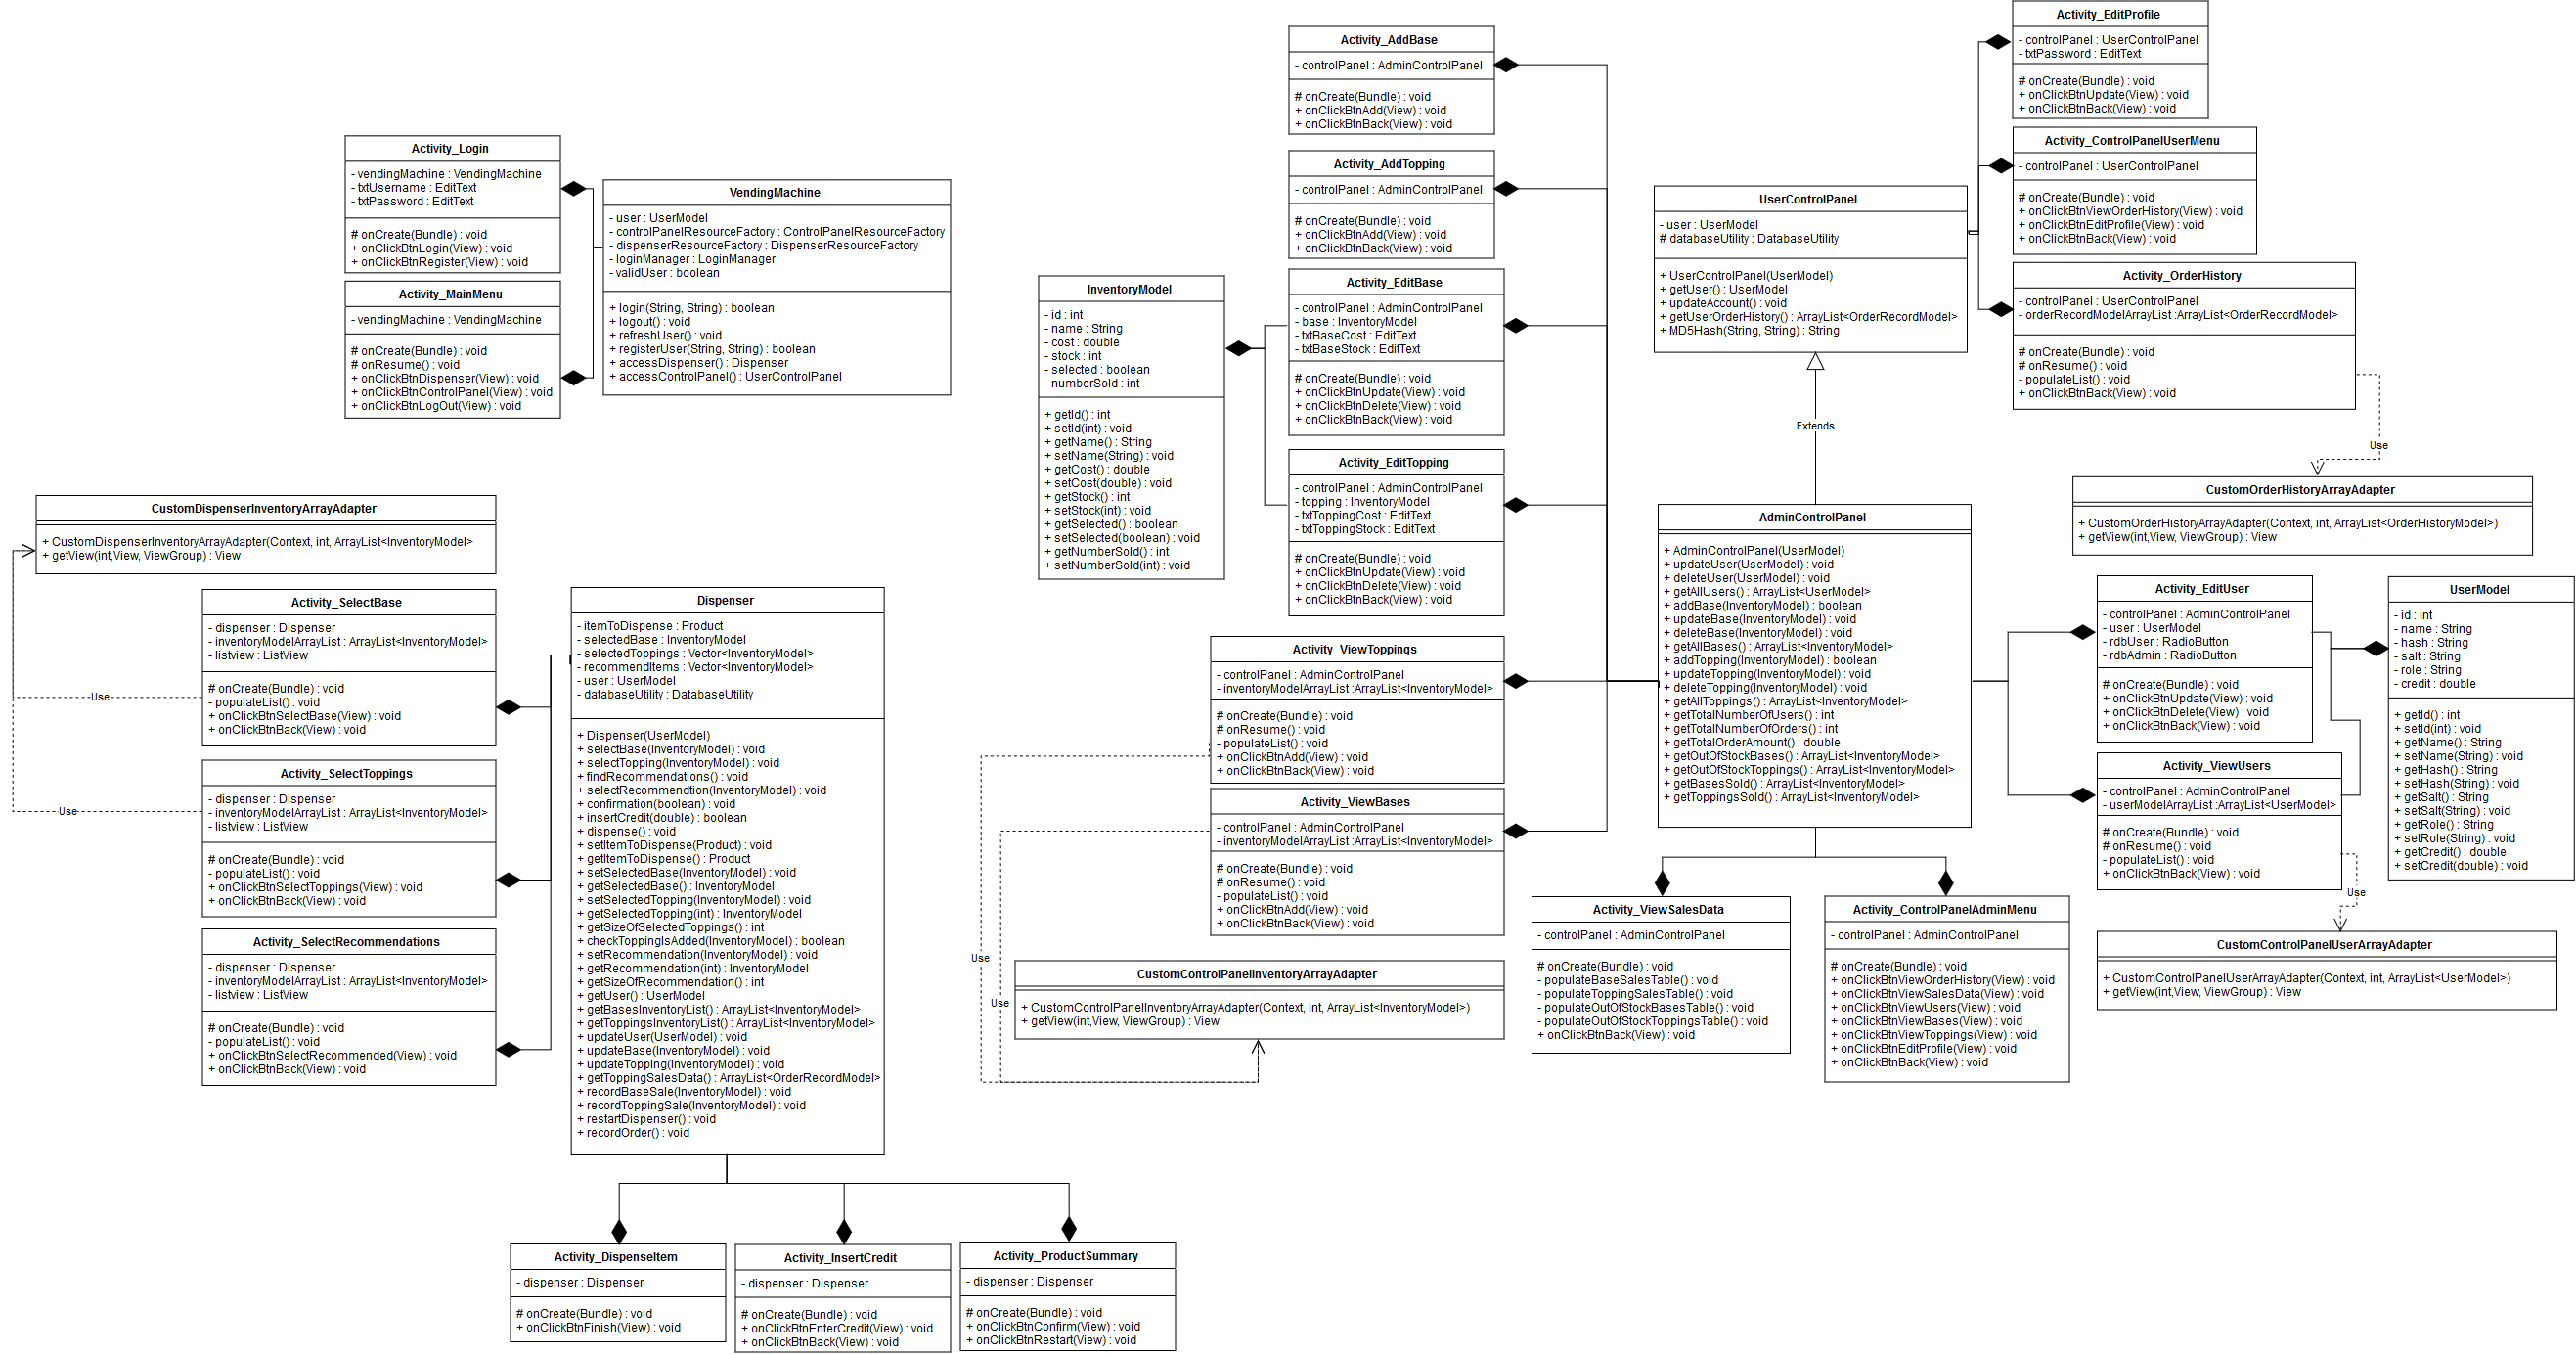 Activity_Login
- vendingMachine : VendingMachine
- txtUsername : EditText
- txtPassword : EditText
# onCreate(Bundle) : void
+ onClickBtnLogin(View) : void
+ onClickBtnRegister(View) : void
Activity_MainMenu
- vendingMachine : VendingMachine
# onCreate(Bundle) : void
# onResume() : void
+ onClickBtnDispenser(View) : void
+ onClickBtnControlPanel(View) : void
+ onClickBtnLogOut(View) : void
VendingMachine
- user : UserModel
- controlPanelResourceFactory : ControlPanelResourceFactory
- dispenserResourceFactory : DispenserResourceFactory
- loginManager : LoginManager
- validUser : boolean
+ login(String, String) : boolean
+ logout() : void
+ refreshUser() : void
+ registerUser(String, String) : boolean
+ accessDispenser() : Dispenser
+ accessControlPanel() : UserControlPanel
CustomDispenserInventoryArrayAdapter
+ CustomDispenserInventoryArrayAdapter(Context, int, ArrayList<InventoryModel>
+ getView(int,View, ViewGroup) : View
Use
Use
Activity_SelectBase
- dispenser : Dispenser
- inventoryModelArrayList : ArrayList<InventoryModel>
- listview : ListView
# onCreate(Bundle) : void
- populateList() : void
+ onClickBtnSelectBase(View) : void
+ onClickBtnBack(View) : void
Activity_SelectToppings
- dispenser : Dispenser
- inventoryModelArrayList : ArrayList<InventoryModel>
- listview : ListView
# onCreate(Bundle) : void
- populateList() : void
+ onClickBtnSelectToppings(View) : void
+ onClickBtnBack(View) : void
Activity_SelectRecommendations
- dispenser : Dispenser
- inventoryModelArrayList : ArrayList<InventoryModel>
- listview : ListView
# onCreate(Bundle) : void
- populateList() : void
+ onClickBtnSelectRecommended(View) : void
+ onClickBtnBack(View) : void
Dispenser
- itemToDispense : Product
- selectedBase : InventoryModel
- selectedToppings : Vector<InventoryModel>
- recommendItems : Vector<InventoryModel>
- user : UserModel
- databaseUtility : DatabaseUtility
+ Dispenser(UserModel)
+ selectBase(InventoryModel) : void
+ selectTopping(InventoryModel) : void
+ findRecommendations() : void
+ selectRecommendtion(InventoryModel) : void
+ confirmation(boolean) : void
+ insertCredit(double) : boolean
+ dispense() : void
+ setItemToDispense(Product) : void
+ getItemToDispense() : Product
+ setSelectedBase(InventoryModel) : void
+ getSelectedBase() : InventoryModel
+ setSelectedTopping(InventoryModel) : void
+ getSelectedTopping(int) : InventoryModel
+ getSizeOfSelectedToppings() : int
+ checkToppingIsAdded(InventoryModel) : boolean
+ setRecommendation(InventoryModel) : void
+ getRecommendation(int) : InventoryModel
+ getSizeOfRecommendation() : int
+ getUser() : UserModel
+ getBasesInventoryList() : ArrayList<InventoryModel>
+ getToppingsInventoryList() : ArrayList<InventoryModel>
+ updateUser(UserModel) : void
+ updateBase(InventoryModel) : void
+ updateTopping(InventoryModel) : void
+ getToppingSalesData() : ArrayList<OrderRecordModel>
+ recordBaseSale(InventoryModel) : void
+ recordToppingSale(InventoryModel) : void
+ restartDispenser() : void
+ recordOrder() : void
Activity_DispenseItem
- dispenser : Dispenser
# onCreate(Bundle) : void
+ onClickBtnFinish(View) : void
Activity_InsertCredit
- dispenser : Dispenser
# onCreate(Bundle) : void
+ onClickBtnEnterCredit(View) : void
+ onClickBtnBack(View) : void
Activity_ProductSummary
- dispenser : Dispenser
# onCreate(Bundle) : void
+ onClickBtnConfirm(View) : void
+ onClickBtnRestart(View) : void
InventoryModel
- id : int
- name : String
- cost : double
- stock : int
- selected : boolean
- numberSold : int
+ getId() : int
+ setId(int) : void
+ getName() : String
+ setName(String) : void
+ getCost() : double
+ setCost(double) : void
+ getStock() : int
+ setStock(int) : void
+ getSelected() : boolean
+ setSelected(boolean) : void
+ getNumberSold() : int
+ setNumberSold(int) : void
Activity_AddBase
- controlPanel : AdminControlPanel
# onCreate(Bundle) : void
+ onClickBtnAdd(View) : void
+ onClickBtnBack(View) : void
Activity_AddTopping
- controlPanel : AdminControlPanel
# onCreate(Bundle) : void
+ onClickBtnAdd(View) : void
+ onClickBtnBack(View) : void
Activity_EditBase
- controlPanel : AdminControlPanel
- base : InventoryModel
- txtBaseCost : EditText
- txtBaseStock : EditText
# onCreate(Bundle) : void
+ onClickBtnUpdate(View) : void
+ onClickBtnDelete(View) : void
+ onClickBtnBack(View) : void
Activity_EditTopping
- controlPanel : AdminControlPanel
- topping : InventoryModel
- txtToppingCost : EditText
- txtToppingStock : EditText
# onCreate(Bundle) : void
+ onClickBtnUpdate(View) : void
+ onClickBtnDelete(View) : void
+ onClickBtnBack(View) : void
Activity_ViewToppings
- controlPanel : AdminControlPanel
- inventoryModelArrayList :ArrayList<InventoryModel>
# onCreate(Bundle) : void
# onResume() : void
- populateList() : void
+ onClickBtnAdd(View) : void
+ onClickBtnBack(View) : void
Activity_ViewBases
- controlPanel : AdminControlPanel
- inventoryModelArrayList :ArrayList<InventoryModel>
# onCreate(Bundle) : void
# onResume() : void
- populateList() : void
+ onClickBtnAdd(View) : void
+ onClickBtnBack(View) : void
Use
Use
CustomControlPanelInventoryArrayAdapter
+ CustomControlPanelInventoryArrayAdapter(Context, int, ArrayList<InventoryModel>)
+ getView(int,View, ViewGroup) : View
UserControlPanel
- user : UserModel
# databaseUtility : DatabaseUtility
+ UserControlPanel(UserModel)
+ getUser() : UserModel
+ updateAccount() : void
+ getUserOrderHistory() : ArrayList<OrderRecordModel>
+ MD5Hash(String, String) : String
Extends
AdminControlPanel
+ AdminControlPanel(UserModel)
+ updateUser(UserModel) : void
+ deleteUser(UserModel) : void
+ getAllUsers() : ArrayList<UserModel>
+ addBase(InventoryModel) : boolean
+ updateBase(InventoryModel) : void
+ deleteBase(InventoryModel) : void
+ getAllBases() : ArrayList<InventoryModel>
+ addTopping(InventoryModel) : boolean
+ updateTopping(InventoryModel) : void
+ deleteTopping(InventoryModel) : void
+ getAllToppings() : ArrayList<InventoryModel>
+ getTotalNumberOfUsers() : int
+ getTotalNumberOfOrders() : int
+ getTotalOrderAmount() : double
+ getOutOfStockBases() : ArrayList<InventoryModel>
+ getOutOfStockToppings() : ArrayList<InventoryModel>
+ getBasesSold() : ArrayList<InventoryModel>
+ getToppingsSold() : ArrayList<InventoryModel>
Activity_ViewSalesData
- controlPanel : AdminControlPanel
# onCreate(Bundle) : void
- populateBaseSalesTable() : void
- populateToppingSalesTable() : void
- populateOutOfStockBasesTable() : void
- populateOutOfStockToppingsTable() : void
+ onClickBtnBack(View) : void
Activity_ControlPanelAdminMenu
- controlPanel : AdminControlPanel
# onCreate(Bundle) : void
+ onClickBtnViewOrderHistory(View) : void
+ onClickBtnViewSalesData(View) : void
+ onClickBtnViewUsers(View) : void
+ onClickBtnViewBases(View) : void
+ onClickBtnViewToppings(View) : void
+ onClickBtnEditProfile(View) : void
+ onClickBtnBack(View) : void
Activity_EditProfile
- controlPanel : UserControlPanel
- txtPassword : EditText
# onCreate(Bundle) : void
+ onClickBtnUpdate(View) : void
+ onClickBtnBack(View) : void
Activity_ControlPanelUserMenu
- controlPanel : UserControlPanel
# onCreate(Bundle) : void
+ onClickBtnViewOrderHistory(View) : void
+ onClickBtnEditProfile(View) : void
+ onClickBtnBack(View) : void
Activity_OrderHistory
- controlPanel : UserControlPanel
- orderRecordModelArrayList :ArrayList<OrderRecordModel>
# onCreate(Bundle) : void
# onResume() : void
- populateList() : void
+ onClickBtnBack(View) : void
Use
CustomOrderHistoryArrayAdapter
+ CustomOrderHistoryArrayAdapter(Context, int, ArrayList<OrderHistoryModel>)
+ getView(int,View, ViewGroup) : View
Activity_EditUser
- controlPanel : AdminControlPanel
- user : UserModel
- rdbUser : RadioButton
- rdbAdmin : RadioButton
# onCreate(Bundle) : void
+ onClickBtnUpdate(View) : void
+ onClickBtnDelete(View) : void
+ onClickBtnBack(View) : void
Activity_ViewUsers
- controlPanel : AdminControlPanel
- userModelArrayList :ArrayList<UserModel>
# onCreate(Bundle) : void
# onResume() : void
- populateList() : void
+ onClickBtnBack(View) : void
UserModel
- id : int
- name : String
- hash : String
- salt : String
- role : String
- credit : double
+ getId() : int
+ setId(int) : void
+ getName() : String
+ setName(String) : void
+ getHash() : String
+ setHash(String) : void
+ getSalt() : String
+ setSalt(String) : void
+ getRole() : String
+ setRole(String) : void
+ getCredit() : double
+ setCredit(double) : void
Use
CustomControlPanelUserArrayAdapter
+ CustomControlPanelUserArrayAdapter(Context, int, ArrayList<UserModel>)
+ getView(int,View, ViewGroup) : View